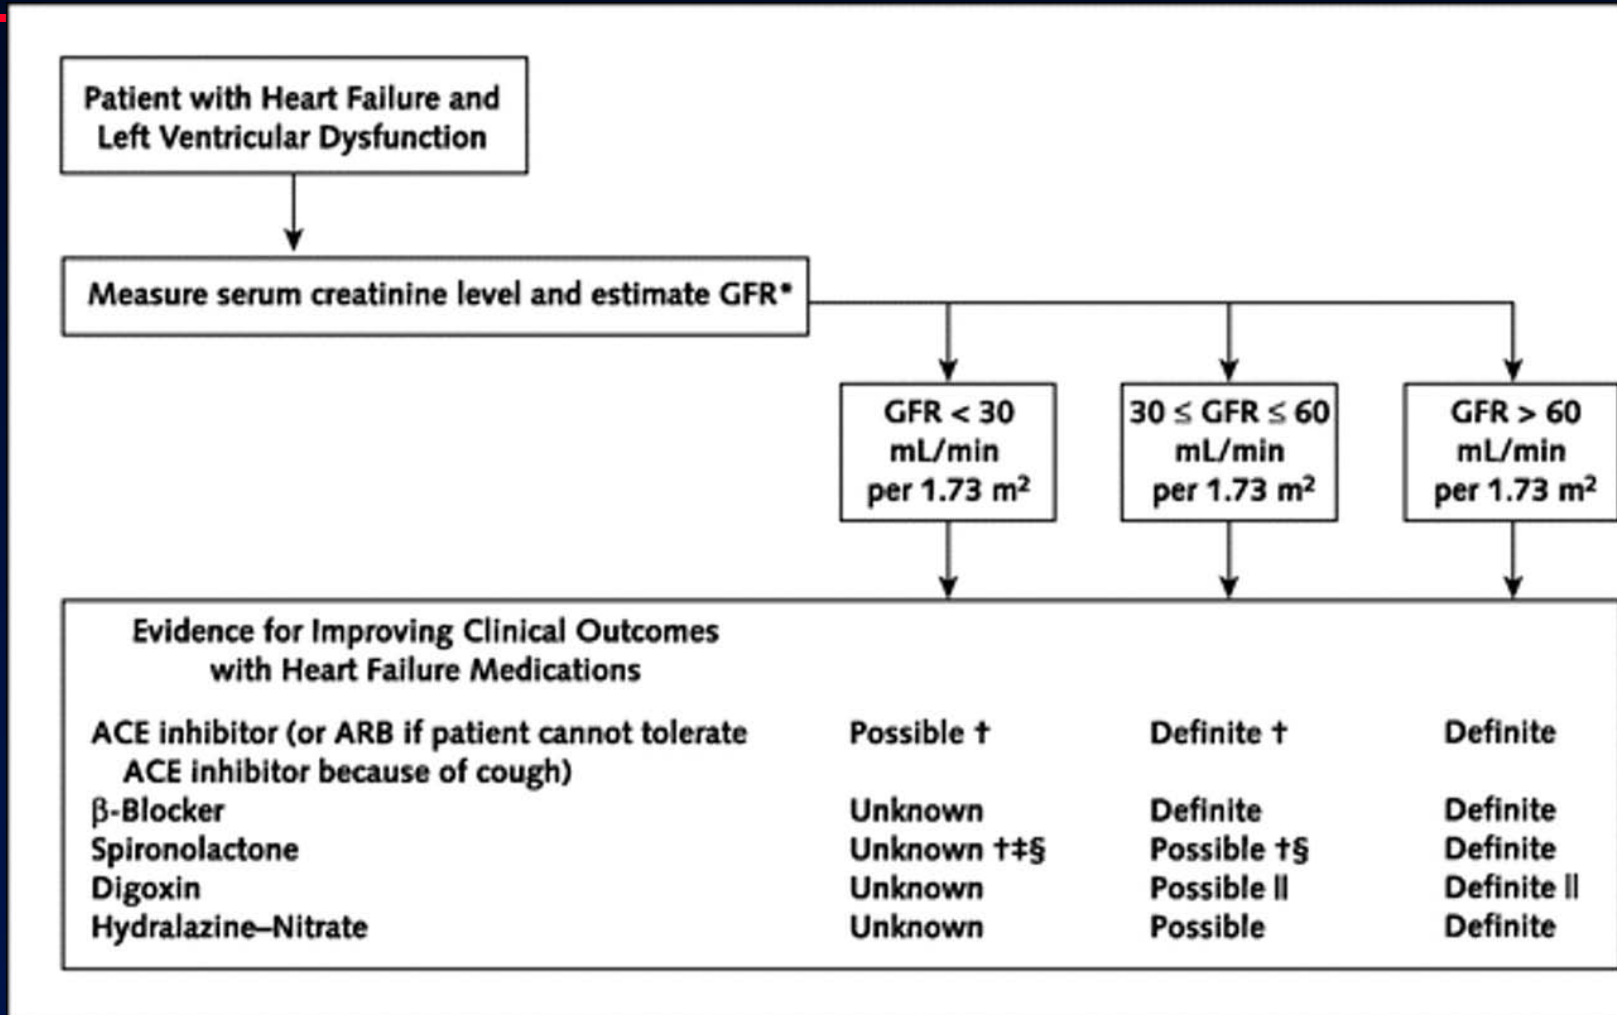 Patient with Heart Failure and
Left Ventricular Dysfunction
Measure serum creatinine level and estimate GFR*
GFR < 30
mL/min
per 1.73 m²
30 ≤ GFR ≤ 60
mL/min
per 1.73 m²
GFR > 60
mL/min
per 1.73 m²
Evidence for Improving Clinical Outcomes
with Heart Failure Medications
ACE inhibitor (or ARB if patient cannot tolerate Possible † Definite † Definite
ACE inhibitor because of cough)
β-Blocker Unknown Definite Definite
Spironolactone Unknown †‡§ Possible †§ Definite
Digoxin Unknown Possible || Definite ||
Hydralazine–Nitrate Unknown Possible Definite